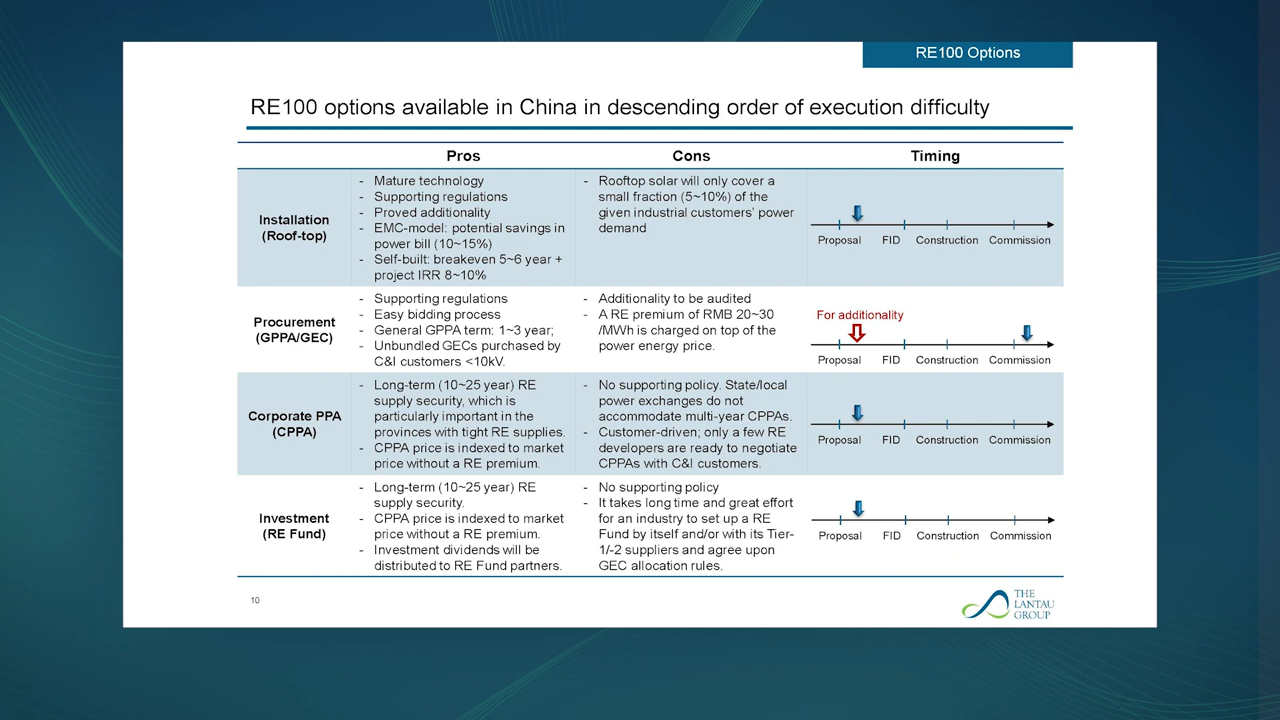 RE100 Options
RE100 options available in China in descending order of execution difficulty
Pros
Cons
Timing
Installation
(Roof-top)
- Mature technology
- Supporting regulations
- Proved additionality
- EMC-model: potential savings in
power bill (10~15%)
- Self-built: breakeven 5~6 year +
project IRR 8~10%
- Rooftop solar will only cover a
small fraction (5~10%) of the
given industrial customers' power
demand
Proposal FID Construction Commission
Procurement
(GPPA/GEC)
- Supporting regulations
- Easy bidding process
- General GPPA term: 1~3 year;
- Unbundled GECs purchased by
C&I customers <10kV.
- Additionality to be audited
- A RE premium of RMB 20~30
/MWh is charged on top of the
power energy price.
For additionality
Proposal FID Construction Commission
Corporate PPA
(CPPA)
- Long-term (10~25 year) RE
supply security, which is
particularly important in the
provinces with tight RE supplies.
- CPPA price is indexed to market
price without a RE premium.
- No supporting policy. State/local
power exchanges do not
accommodate multi-year CPPAs.
- Customer-driven; only a few RE
developers are ready to negotiate
CPPAs with C&I customers.
Proposal FID Construction Commission
Investment
(RE Fund)
- Long-term (10~25 year) RE
supply security.
- CPPA price is indexed to market
price without a RE premium.
- Investment dividends will be
distributed to RE Fund partners.
- No supporting policy
- It takes long time and great effort
for an industry to set up a RE
Fund by itself and/or with its Tier-
1/-2 suppliers and agree upon
GEC allocation rules.
Proposal FID Construction Commission
10
THE
LANTAU
GROUP